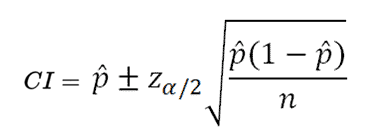 CI = p̂ ± z_{α/2} √(p̂(1 − p̂)/n)